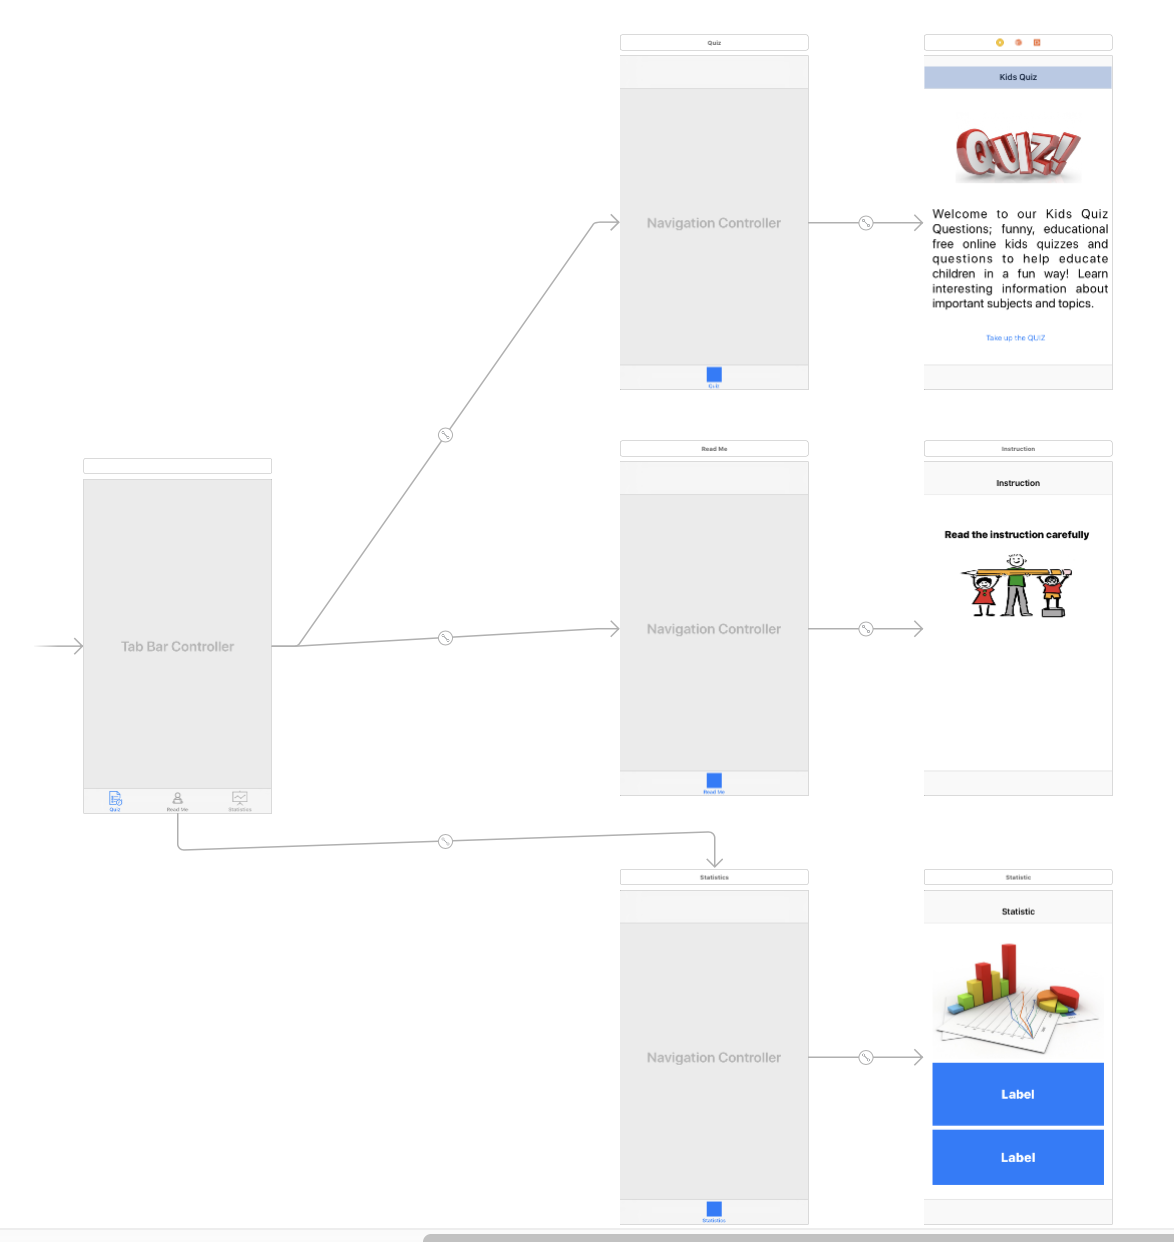 Quiz
Kids Quiz
QUIZ!
Navigation Controller
Welcome to our Kids Quiz
Questions; funny, educational
free online kids quizzes and
questions to help educate
children in a fun way! Learn
interesting information about
important subjects and topics.
Take up the QUIZ
Read Me
Instruction
Instruction
Read the instruction carefully
Navigation Controller
Read Me
Tab Bar Controller
Quiz
Read Me
Statistics
Statistics
Statistic
Statistic
Navigation Controller
Label
Label
Statistics